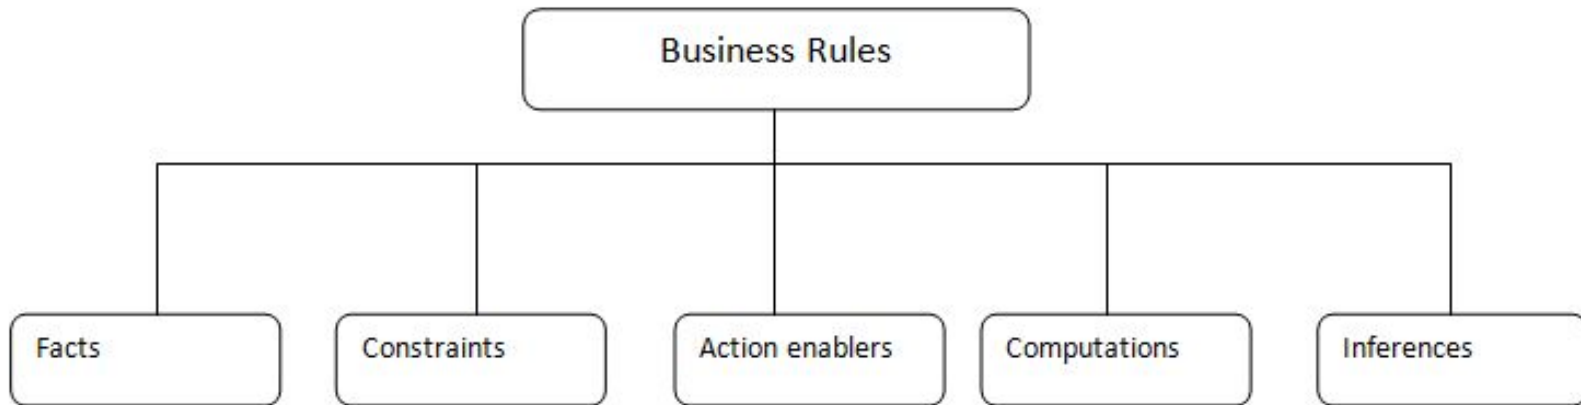 Business Rules
Facts
Constraints
Action enablers
Computations
Inferences